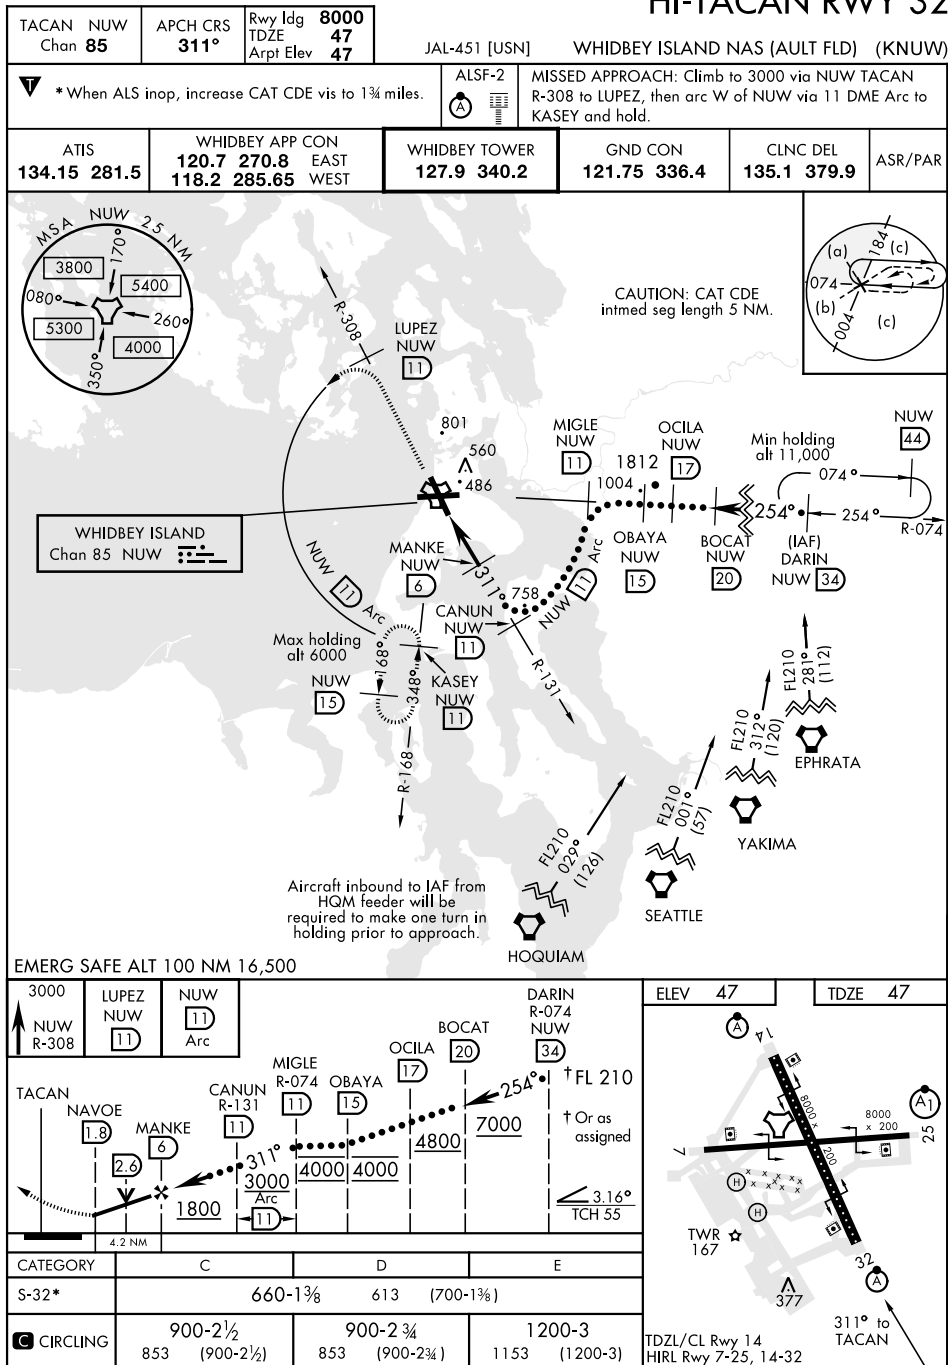 HI-TACAN RWY 32
TACAN NUW
Chan 85
APCH CRS
311°
Rwy ldg 8000
TDZE 47
Arpt Elev 47
JAL-451 [USN]
WHIDBEY ISLAND NAS (AULT FLD) (KNUW)
T
* When ALS inop, increase CAT CDE vis to 1¾ miles.
ALSF-2
A
MISSED APPROACH: Climb to 3000 via NUW TACAN
R-308 to LUPEZ, then arc W of NUW via 11 DME Arc to
KASEY and hold.
ATIS
134.15 281.5
WHIDBEY APP CON
120.7 270.8 EAST
118.2 285.65 WEST
WHIDBEY TOWER
127.9 340.2
GND CON
121.75 336.4
CLNC DEL
135.1 379.9
ASR/PAR
MSA NUW 25 NM
170°
3800
5400
080°
260°
5300
4000
350°
R-308
LUPEZ
NUW
11
CAUTION: CAT CDE
intmed seg length 5 NM.
(a)
184
(c)
074
(b)
004
(c)
801
560
486
MIGLE
NUW
11
1812
1004
OCILA
NUW
17
Min holding
alt 11,000
074°
NUW
44
254°
254°
R-074
WHIDBEY ISLAND
Chan 85 NUW
MANKE
NUW
6
311°
OBAYA
NUW
15
BOCAT
NUW
20
(IAF)
DARIN
NUW 34
NUW 11 Arc
758
NUW 11 Arc
CANUN
NUW
11
Max holding
alt 6000
NUW
15
168°
348°
KASEY
NUW
11
R-131
R-168
FL210
281°
(112)
EPHRATA
FL210
312°
(120)
YAKIMA
FL210
001°
(57)
SEATTLE
FL210
029°
(126)
HOQUIAM
Aircraft inbound to IAF from
HQM feeder will be
required to make one turn in
holding prior to approach.
EMERG SAFE ALT 100 NM 16,500
3000
NUW
R-308
LUPEZ
NUW
11
NUW
11
Arc
TACAN
NAVOE
1.8
2.6
MANKE
6
CANUN
R-131
11
MIGLE
R-074
11
OBAYA
15
OCILA
17
BOCAT
20
DARIN
R-074
NUW
34
254°
† FL 210
† Or as
assigned
7000
4800
4000
4000
311°
3000
Arc
11
1800
3.16°
TCH 55
4.2 NM
CATEGORY
C
D
E
S-32*
660-1⅜ 613 (700-1⅜)
C CIRCLING
900-2½
853 (900-2½)
900-2¾
853 (900-2¾)
1200-3
1153 (1200-3)
ELEV 47
TDZE 47
A
14
8000 x 200
8000
x 200
A1
25
7
H
H
TWR
167
32
A
377
311° to
TACAN
TDZL/CL Rwy 14
HIRL Rwy 7-25, 14-32